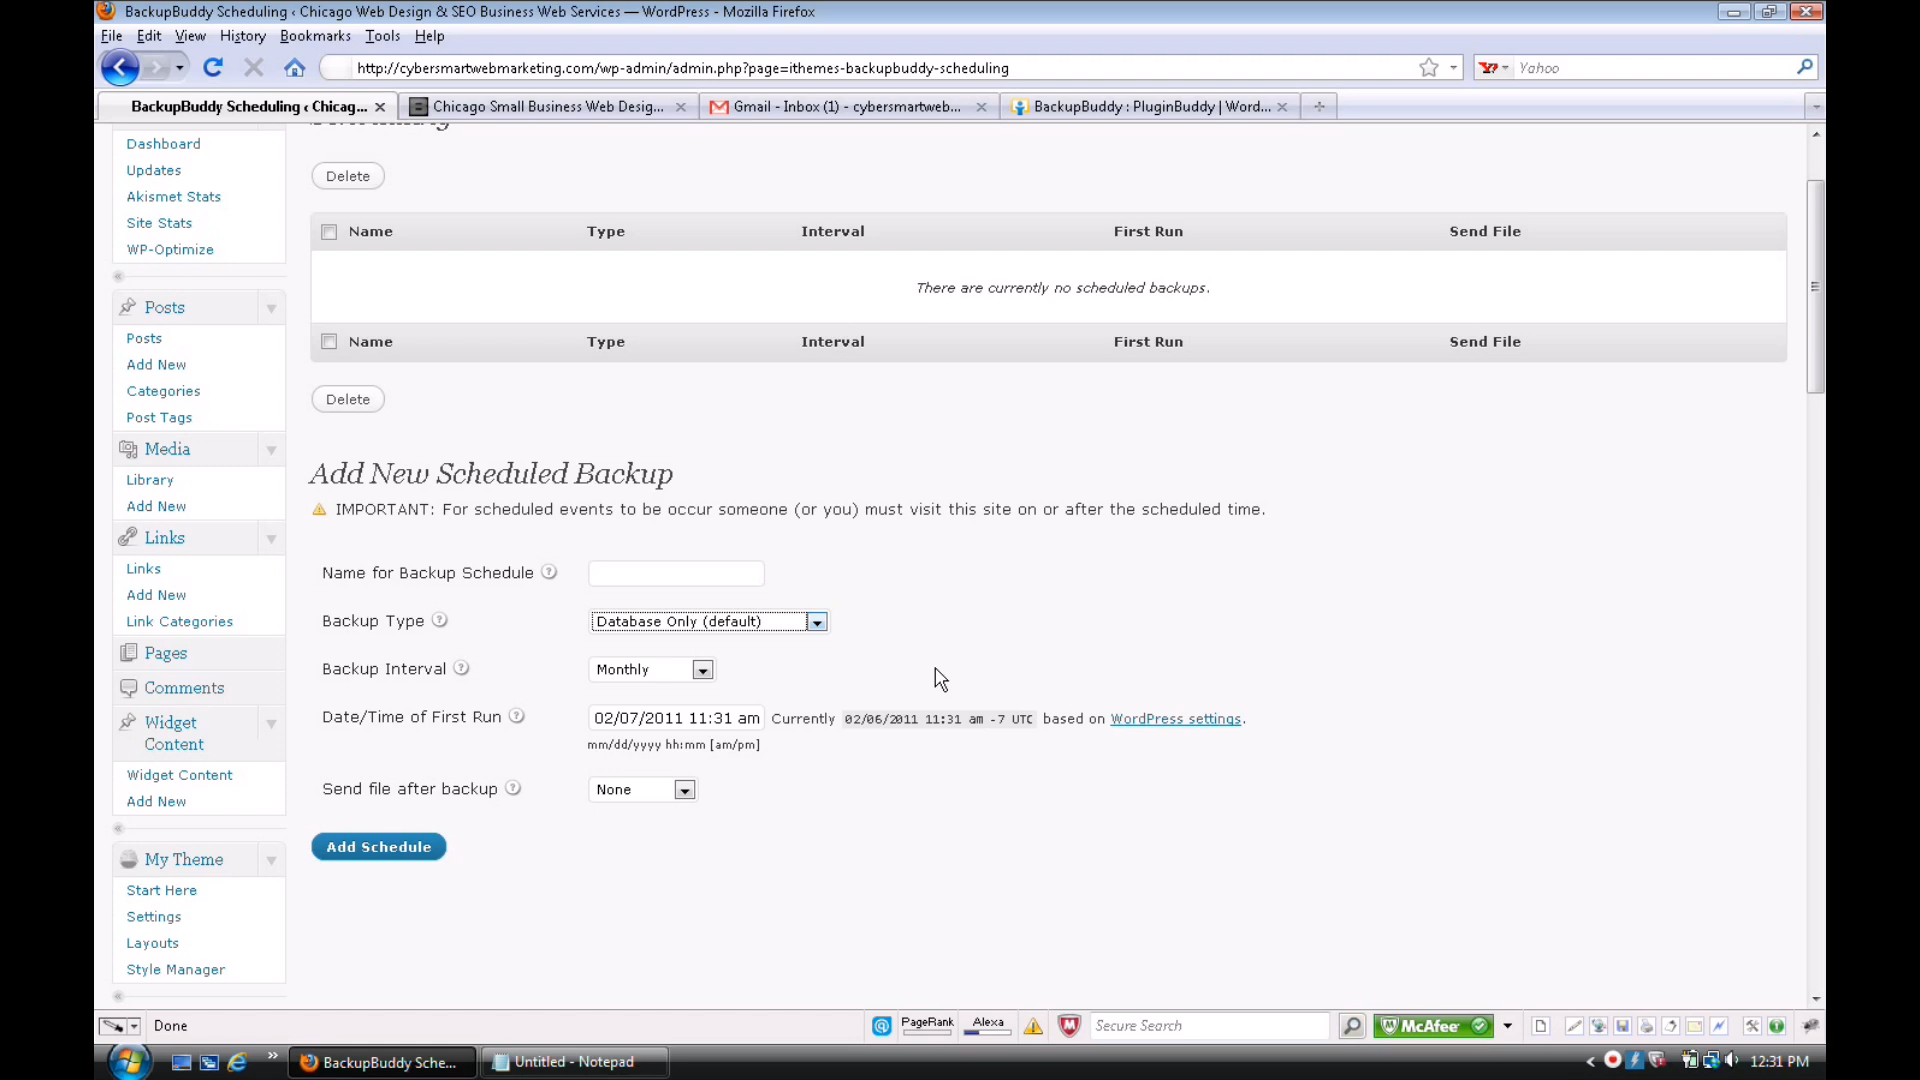 BackupBuddy Scheduling ‹ Chicago Web Design & SEO Business Web Services — WordPress - Mozilla Firefox
File Edit View History Bookmarks Tools Help
http://cybersmartwebmarketing.com/wp-admin/admin.php?page=ithemes-backupbuddy-scheduling
Yahoo
BackupBuddy Scheduling ‹ Chicag...
Chicago Small Business Web Desig...
Gmail - Inbox (1) - cybersmartweb...
BackupBuddy : PluginBuddy | Word...
Dashboard
Updates
Akismet Stats
Site Stats
WP-Optimize
Posts
Posts
Add New
Categories
Post Tags
Media
Library
Add New
Links
Links
Add New
Link Categories
Pages
Comments
Widget
Content
Widget Content
Add New
My Theme
Start Here
Settings
Layouts
Style Manager
Delete
Name Type Interval First Run Send File
There are currently no scheduled backups.
Name Type Interval First Run Send File
Delete
Add New Scheduled Backup
IMPORTANT: For scheduled events to be occur someone (or you) must visit this site on or after the scheduled time.
Name for Backup Schedule
Backup Type Database Only (default)
Backup Interval Monthly
Date/Time of First Run 02/07/2011 11:31 am Currently 02/06/2011 11:31 am -7 UTC based on WordPress settings.
mm/dd/yyyy hh:mm [am/pm]
Send file after backup None
Add Schedule
Done
PageRank
Alexa
Secure Search
McAfee
BackupBuddy Sche...
Untitled - Notepad
12:31 PM